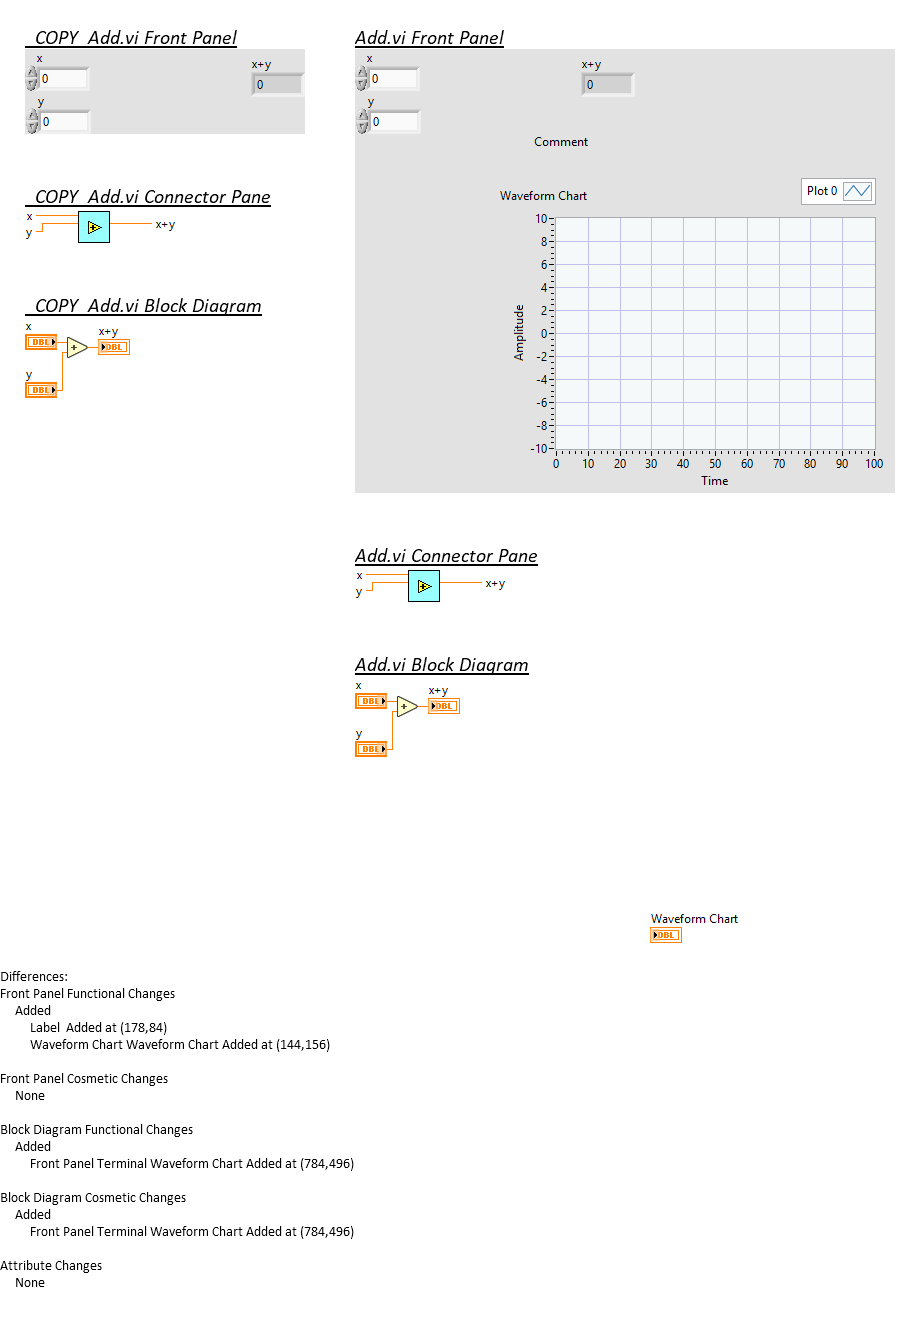 _COPY_Add.vi Front Panel
x
0
x+y
0
y
0
_COPY_Add.vi Connector Pane
x
y
x+y
_COPY_Add.vi Block Diagram
x
DBL
x+y
DBL
y
DBL
Add.vi Front Panel
x
0
x+y
0
y
0
Comment
Waveform Chart
Plot 0
10
8
6
4
2
0
-2
-4
-6
-8
-10
Amplitude
0 10 20 30 40 50 60 70 80 90 100
Time
Add.vi Connector Pane
x
y
x+y
Add.vi Block Diagram
x
DBL
x+y
DBL
y
DBL
Waveform Chart
DBL
Differences:
Front Panel Functional Changes
Added
Label  Added at (178,84)
Waveform Chart Waveform Chart Added at (144,156)
Front Panel Cosmetic Changes
None
Block Diagram Functional Changes
Added
Front Panel Terminal Waveform Chart Added at (784,496)
Block Diagram Cosmetic Changes
Added
Front Panel Terminal Waveform Chart Added at (784,496)
Attribute Changes
None